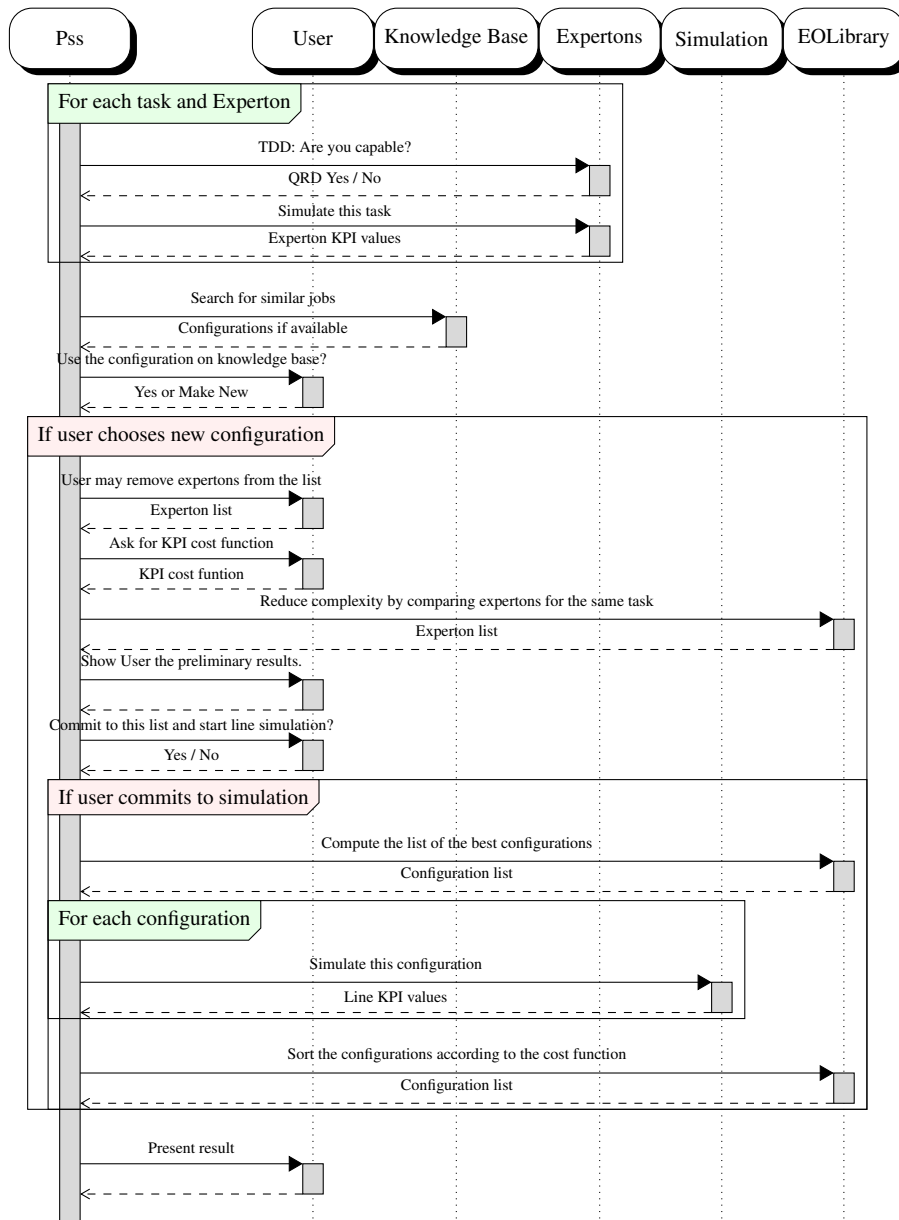 Pss
User
Knowledge Base
Expertons
Simulation
EOLibrary
For each task and Experton
TDD: Are you capable?
QRD Yes / No
Simulate this task
Experton KPI values
Search for similar jobs
Configurations if available
Use the configuration on knowledge base?
Yes or Make New
If user chooses new configuration
User may remove expertons from the list
Experton list
Ask for KPI cost function
KPI cost funtion
Reduce complexity by comparing expertons for the same task
Experton list
Show User the preliminary results.
Commit to this list and start line simulation?
Yes / No
If user commits to simulation
Compute the list of the best configurations
Configuration list
For each configuration
Simulate this configuration
Line KPI values
Sort the configurations according to the cost function
Configuration list
Present result